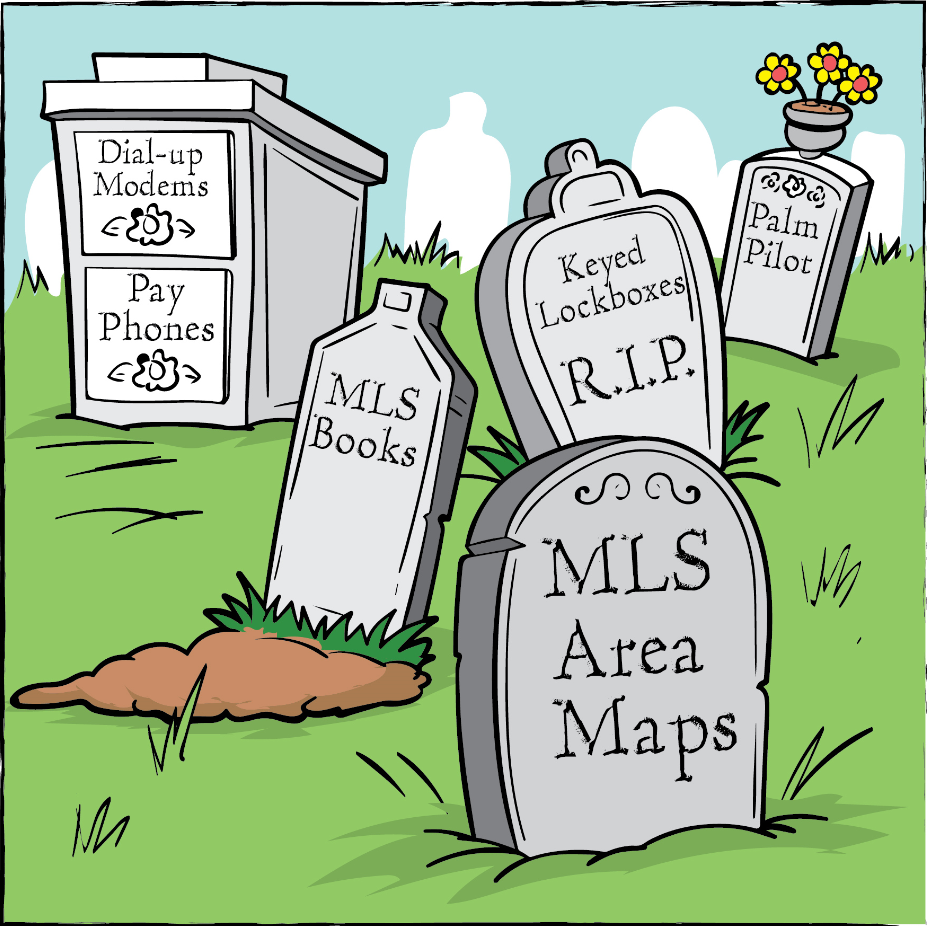 Dial-up
Modems
Pay
Phones
MLS
Books
Keyed
Lockboxes
R.I.P.
Palm
Pilot
MLS
Area
Maps